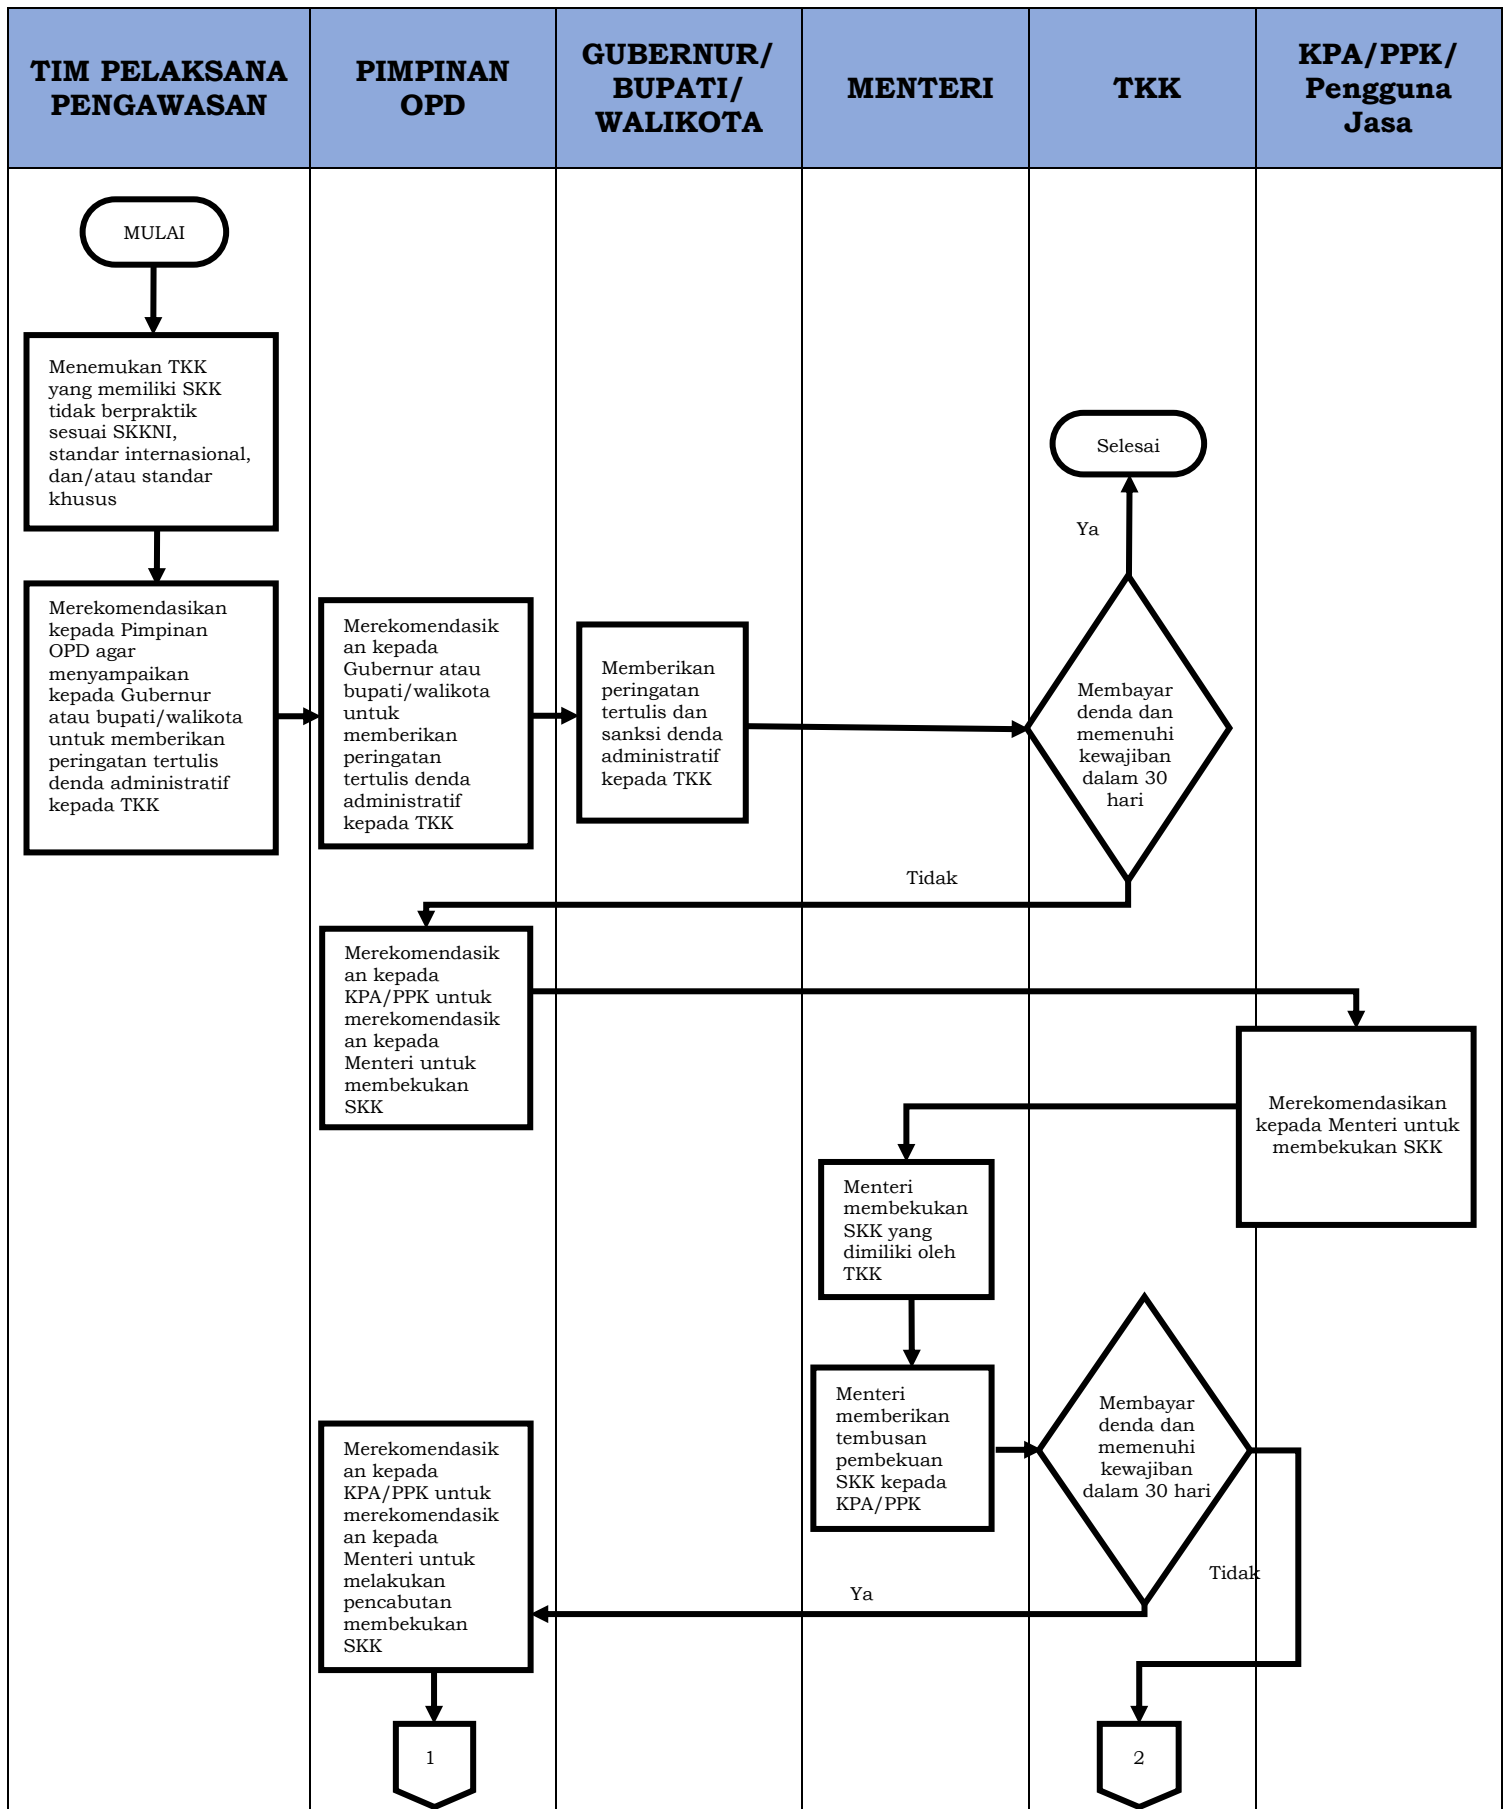 TIM PELAKSANA
PENGAWASAN
PIMPINAN
OPD
GUBERNUR/
BUPATI/
WALIKOTA
MENTERI
TKK
KPA/PPK/
Pengguna
Jasa
MULAI
Menemukan TKK
yang memiliki SKK
tidak berpraktik
sesuai SKKNI,
standar internasional,
dan/atau standar
khusus
Selesai
Ya
Merekomendasikan
kepada Pimpinan
OPD agar
menyampaikan
kepada Gubernur
atau bupati/walikota
untuk memberikan
peringatan tertulis
denda administratif
kepada TKK
Merekomendasik
an kepada
Gubernur atau
bupati/walikota
untuk
memberikan
peringatan
tertulis denda
administratif
kepada TKK
Memberikan
peringatan
tertulis dan
sanksi denda
administratif
kepada TKK
Membayar
denda dan
memenuhi
kewajiban
dalam 30
hari
Tidak
Merekomendasik
an kepada
KPA/PPK untuk
merekomendasik
an kepada
Menteri untuk
membekukan
SKK
Merekomendasikan
kepada Menteri untuk
membekukan SKK
Menteri
membekukan
SKK yang
dimiliki oleh
TKK
Menteri
memberikan
tembusan
pembekuan
SKK kepada
KPA/PPK
Membayar
denda dan
memenuhi
kewajiban
dalam 30 hari
Tidak
Ya
Merekomendasik
an kepada
KPA/PPK untuk
merekomendasik
an kepada
Menteri untuk
melakukan
pencabutan
membekukan
SKK
1
2